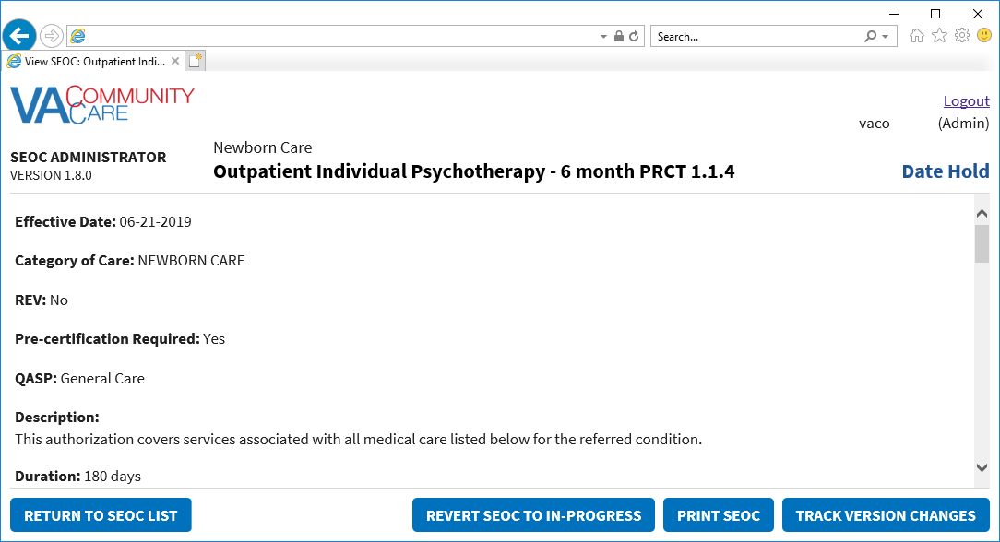 Search...
View SEOC: Outpatient Indi...
VA COMMUNITY CARE
Logout
vaco (Admin)
SEOC ADMINISTRATOR
VERSION 1.8.0
Newborn Care
Outpatient Individual Psychotherapy - 6 month PRCT 1.1.4
Date Hold
Effective Date: 06-21-2019
Category of Care: NEWBORN CARE
REV: No
Pre-certification Required: Yes
QASP: General Care
Description:
This authorization covers services associated with all medical care listed below for the referred condition.
Duration: 180 days
RETURN TO SEOC LIST
REVERT SEOC TO IN-PROGRESS
PRINT SEOC
TRACK VERSION CHANGES